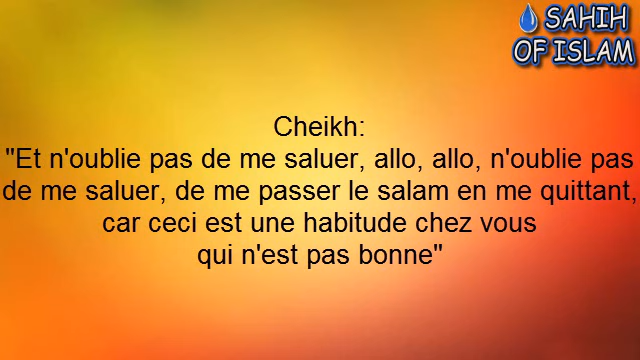 SAHIH
OF ISLAM
Cheikh:
"Et n'oublie pas de me saluer, allo, allo, n'oublie pas
de me saluer, de me passer le salam en me quittant,
car ceci est une habitude chez vous
qui n'est pas bonne"